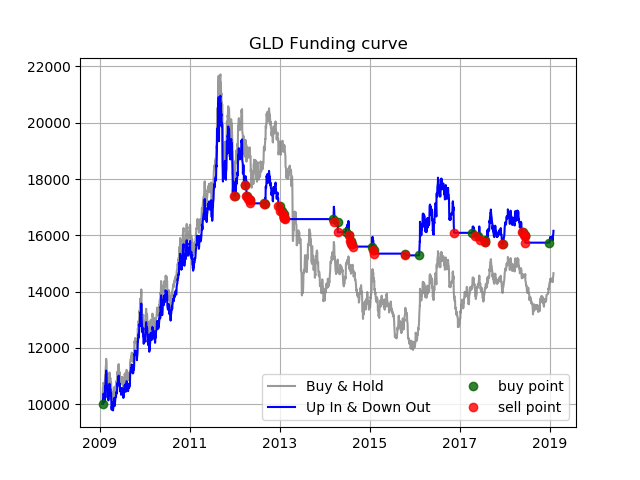 GLD Funding curve
22000
20000
18000
16000
14000
12000
10000
2009
2011
2013
2015
2017
2019
Buy & Hold
Up In & Down Out
buy point
sell point